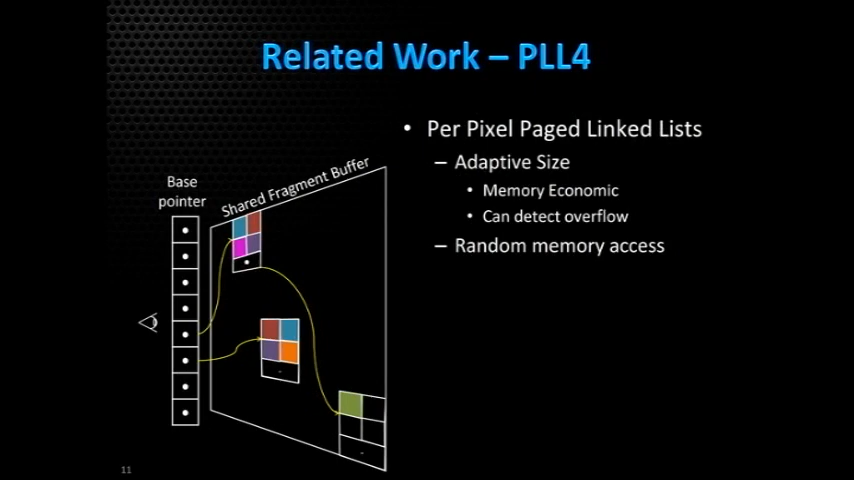 Related Work – PLL4
• Per Pixel Paged Linked Lists
– Adaptive Size
• Memory Economic
• Can detect overflow
– Random memory access
Base
pointer
Shared Fragment Buffer
11